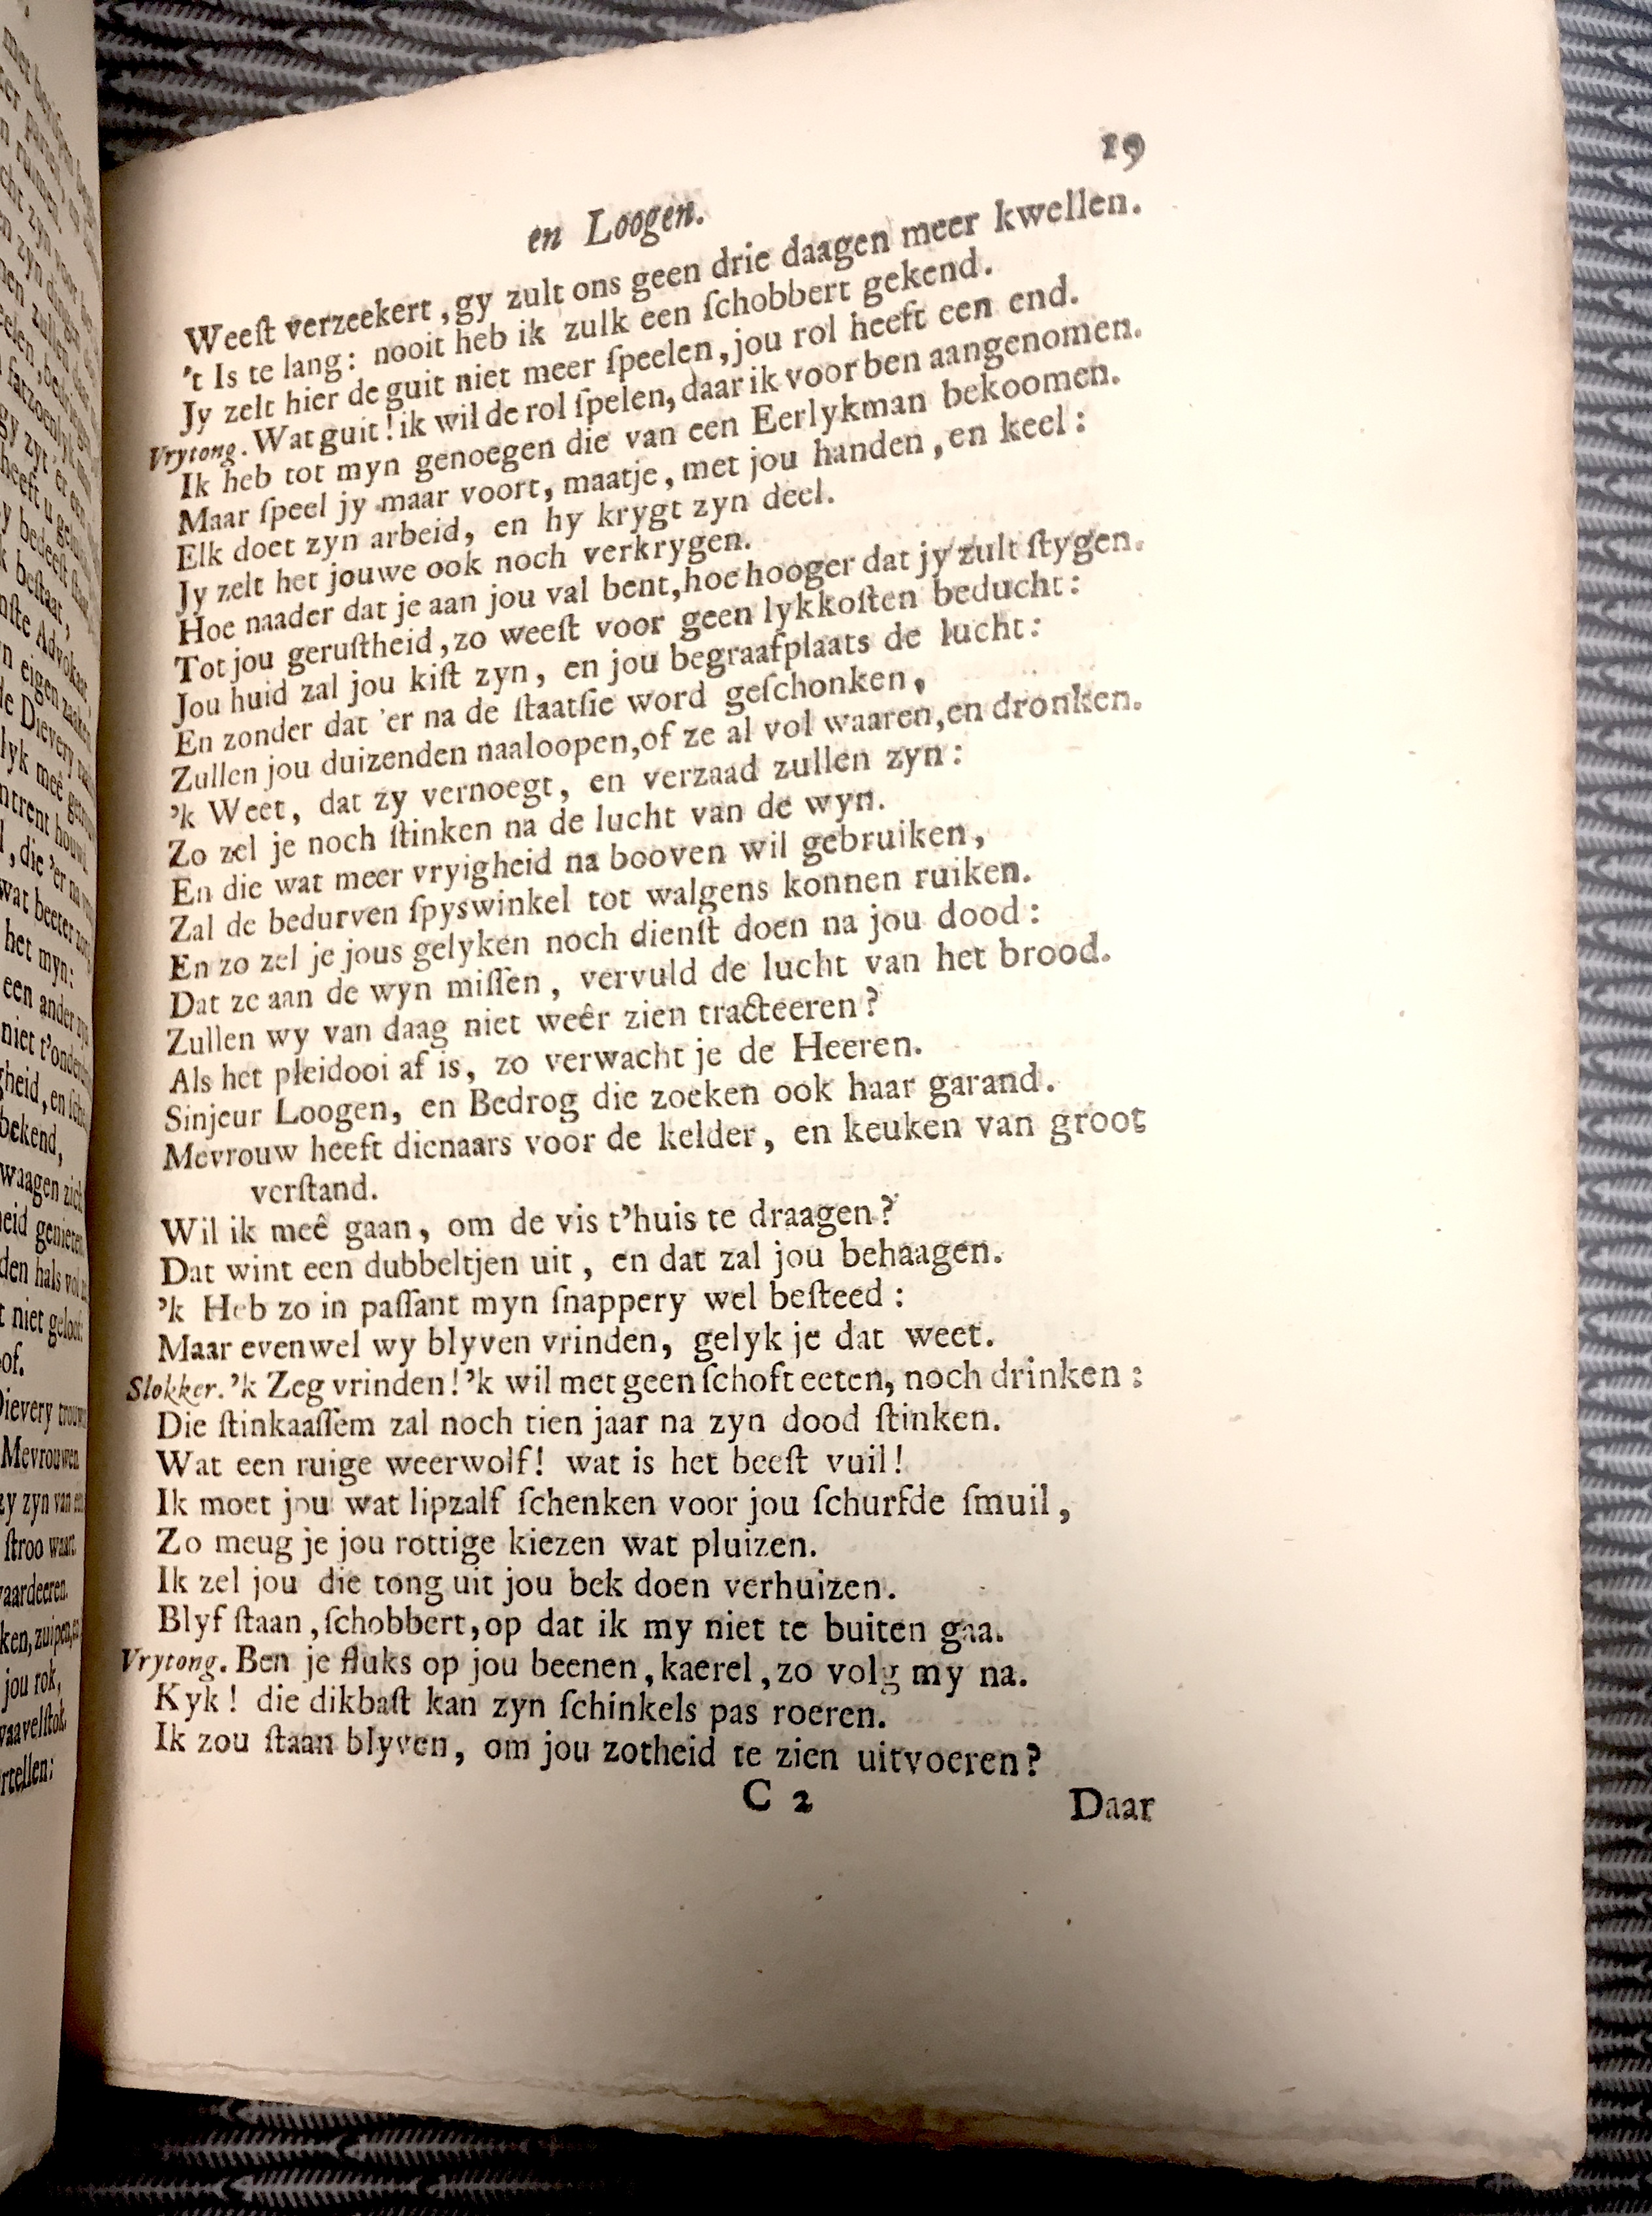 19
en Loogen.
Weeſt verzeekert, gy zult ons geen drie daagen meer kwellen.
't Is te lang: nooit heb ik zulk een ſchobbert gekend.
Jy zelt hier de guit niet meer ſpeelen, jou rol heeft een end.
Vrytong. Wat guit! ik wil de rol ſpelen, daar ik voor ben aangenomen.
Ik heb tot myn genoegen die van een Eerlykman bekoomen.
Maar ſpeel jy maar voort, maatje, met jou handen, en keel:
Elk doet zyn arbeid, en hy krygt zyn deel.
Jy zelt het jouwe ook noch verkrygen.
Hoe naader dat je aan jou val bent, hoe hooger dat jy zult ſtygen.
Tot jou geruſtheid, zo weeſt voor geen lykkoſten beducht:
Jou huid zal jou kiſt zyn, en jou begraafplaats de lucht:
En zonder dat 'er na de ſtaatſie word geſchonken,
Zullen jou duizenden naaloopen, of ze al vol waaren, en dronken.
'k Weet, dat zy vernoegt, en verzaad zullen zyn:
Zo zel je noch ſtinken na de lucht van de wyn.
En die wat meer vryigheid na booven wil gebruiken,
Zal de bedurven ſpyswinkel tot walgens konnen ruiken.
En zo zel je jous gelyken noch dienſt doen na jou dood:
Dat ze aan de wyn miſſen, vervuld de lucht van het brood.
Zullen wy van daag niet weêr zien tracteeren?
Als het pleidooi af is, zo verwacht je de Heeren.
Sinjeur Loogen, en Bedrog die zoeken ook haar garand.
Mevrouw heeft dienaars voor de kelder, en keuken van groot
verſtand.
Wil ik meê gaan, om de vis t'huis te draagen?
Dat wint een dubbeltjen uit, en dat zal jou behaagen.
'k Heb zo in paſſant myn ſnappery wel beſteed:
Maar evenwel wy blyven vrinden, gelyk je dat weet.
Slokker. 'k Zeg vrinden! 'k wil met geen ſchoft eeten, noch drinken:
Die ſtinkaaſſem zal noch tien jaar na zyn dood ſtinken.
Wat een ruige weerwolf! wat is het beeſt vuil!
Ik moet jou wat lipzalf ſchenken voor jou ſchurfde ſmuil,
Zo meug je jou rottige kiezen wat pluizen.
Ik zel jou die tong uit jou bek doen verhuizen.
Blyf ſtaan, ſchobbert, op dat ik my niet te buiten gaa.
Vrytong. Ben je fluks op jou beenen, kaerel, zo volg my na.
Kyk! die dikbaſt kan zyn ſchinkels pas roeren.
Ik zou ſtaan blyven, om jou zotheid te zien uitvoeren?
C 2
Daar